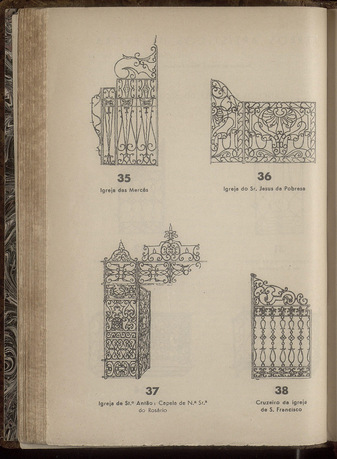 35
Igreja das Mercês
36
Igreja do Sr. Jesus da Pobreza
37
Igreja de St.º Antão: Capela de N.ª Sr.ª
do Rosário
38
Cruzeiro da igreja
de S. Francisco